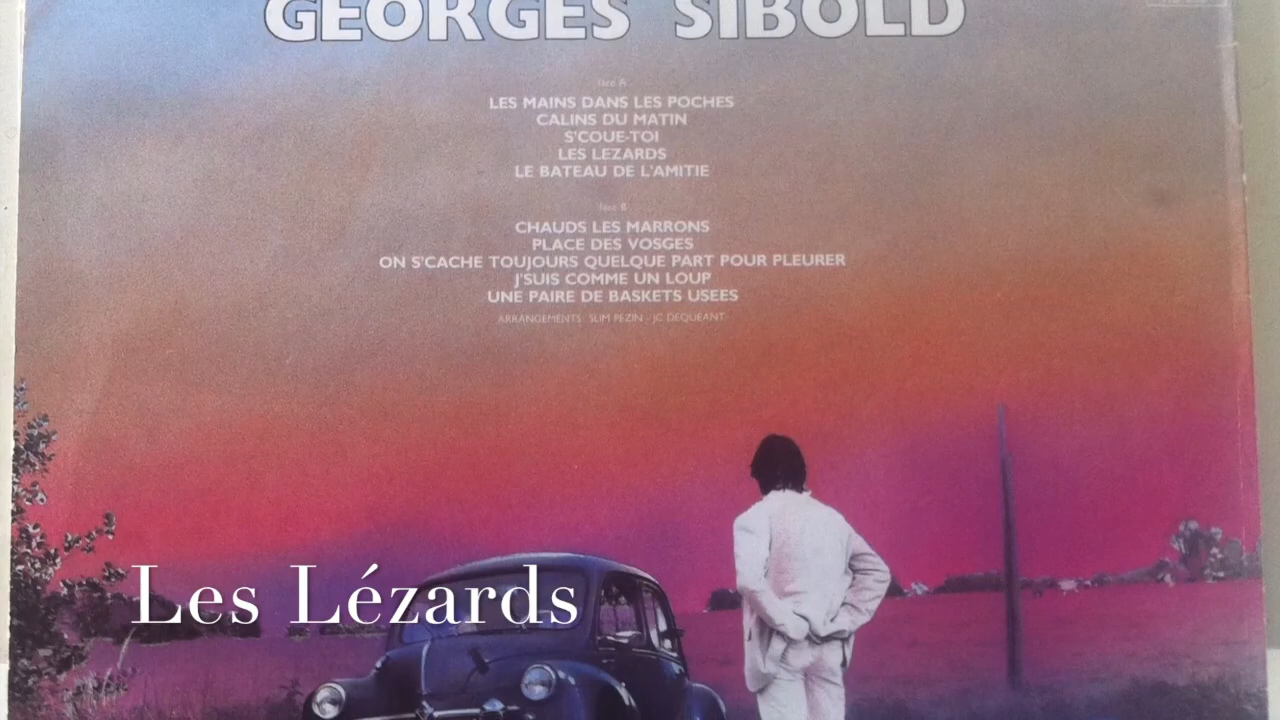 GEORGES SIBOLD
face A
LES MAINS DANS LES POCHES
CALINS DU MATIN
S'COUE-TOI
LES LEZARDS
LE BATEAU DE L'AMITIE
face B
CHAUDS LES MARRONS
PLACE DES VOSGES
ON S'CACHE TOUJOURS QUELQUE PART POUR PLEURER
J'SUIS COMME UN LOUP
UNE PAIRE DE BASKETS USEES
ARRANGEMENTS : SLIM PEZIN - JC DEQUEANT
Les Lézards